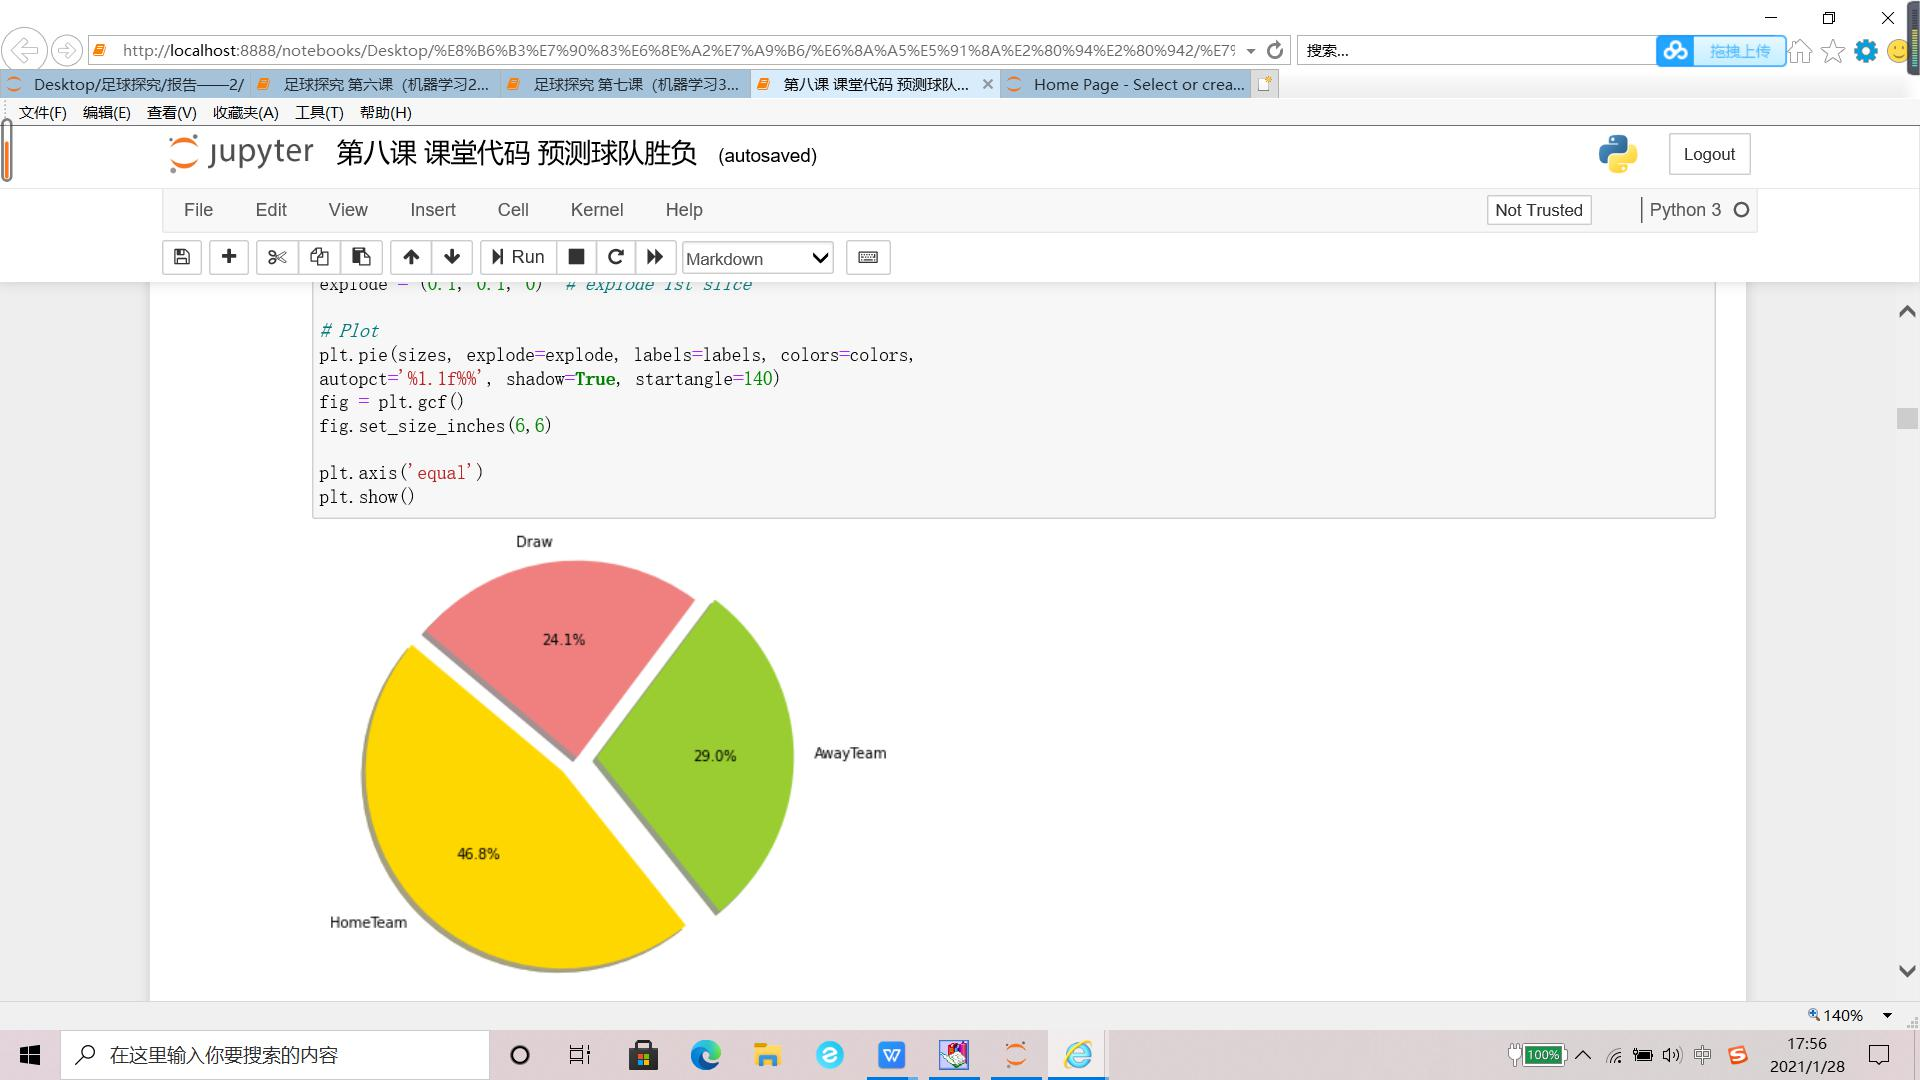 http://localhost:8888/notebooks/Desktop/%E8%B6%B3%E7%90%83%E6%8E%A2%E7%A9%B6/%E6%8A%A5%E5%91%8A%E2%80%94%E2%80%942/%E7%
搜索...
拖拽上传
Desktop/足球探究/报告——2/
足球探究 第六课（机器学习2...
足球探究 第七课（机器学习3...
第八课 课堂代码 预测球队...
Home Page - Select or crea...
文件(F) 编辑(E) 查看(V) 收藏夹(A) 工具(T) 帮助(H)
jupyter 第八课 课堂代码 预测球队胜负 (autosaved)
Logout
File Edit View Insert Cell Kernel Help
Not Trusted
Python 3
Run
Markdown
explode = (0.1, 0.1, 0) # explode 1st slice
# Plot
plt.pie(sizes, explode=explode, labels=labels, colors=colors,
autopct='%1.1f%%', shadow=True, startangle=140)
fig = plt.gcf()
fig.set_size_inches(6,6)
plt.axis('equal')
plt.show()
Draw
24.1%
29.0%
AwayTeam
46.8%
HomeTeam
140%
在这里输入你要搜索的内容
W
100%
中
S
17:56
2021/1/28